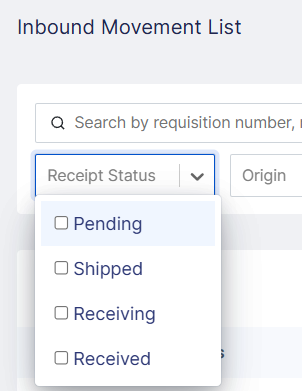 Inbound Movement List
Search by requisition number,
Receipt Status
Origin
Pending
Shipped
Receiving
Received